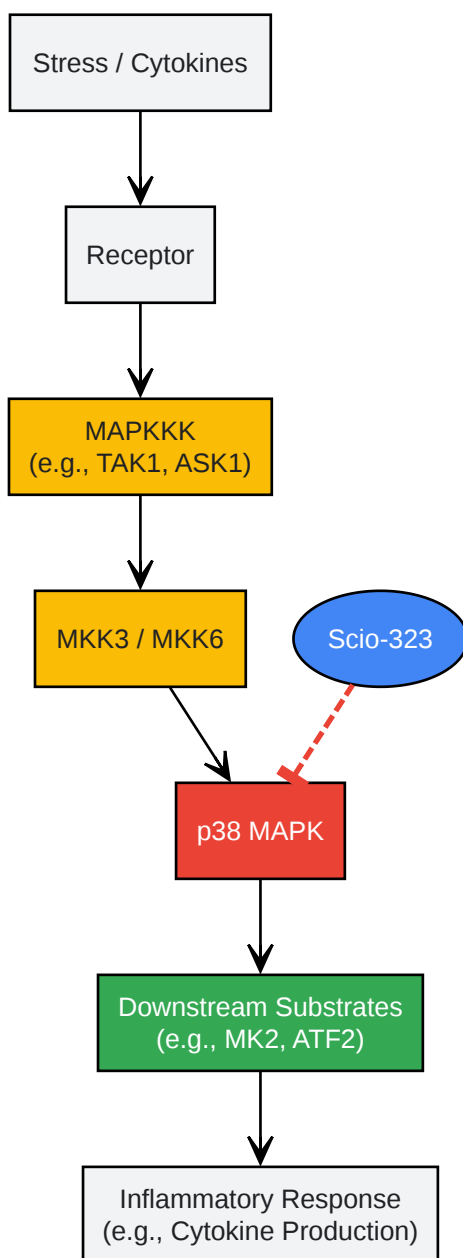 Stress / Cytokines
Receptor
MAPKKK
(e.g., TAK1, ASK1)
MKK3 / MKK6
Scio-323
p38 MAPK
Downstream Substrates
(e.g., MK2, ATF2)
Inflammatory Response
(e.g., Cytokine Production)